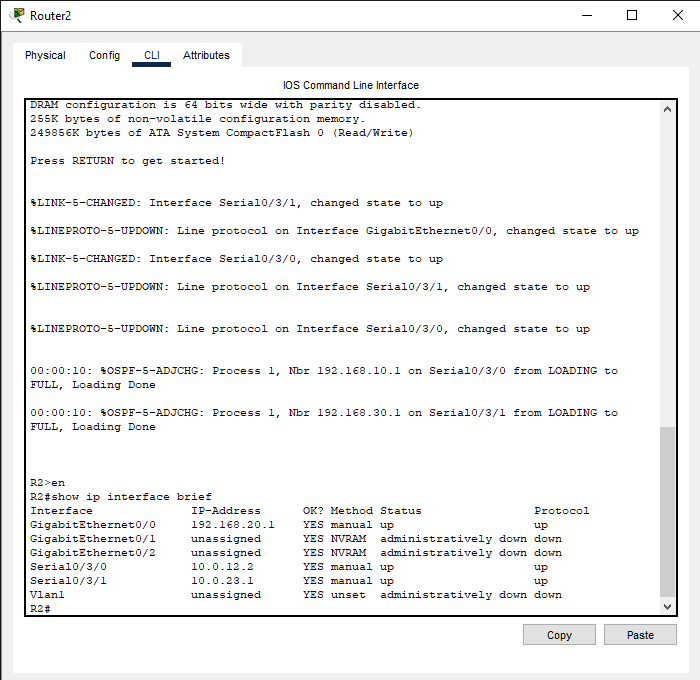 Router2
Physical Config CLI Attributes
IOS Command Line Interface
DRAM configuration is 64 bits wide with parity disabled.
255K bytes of non-volatile configuration memory.
249856K bytes of ATA System CompactFlash 0 (Read/Write)
Press RETURN to get started!
%LINK-5-CHANGED: Interface Serial0/3/1, changed state to up
%LINEPROTO-5-UPDOWN: Line protocol on Interface GigabitEthernet0/0, changed state to up
%LINK-5-CHANGED: Interface Serial0/3/0, changed state to up
%LINEPROTO-5-UPDOWN: Line protocol on Interface Serial0/3/1, changed state to up
%LINEPROTO-5-UPDOWN: Line protocol on Interface Serial0/3/0, changed state to up
00:00:10: %OSPF-5-ADJCHG: Process 1, Nbr 192.168.10.1 on Serial0/3/0 from LOADING to
FULL, Loading Done
00:00:10: %OSPF-5-ADJCHG: Process 1, Nbr 192.168.30.1 on Serial0/3/1 from LOADING to
FULL, Loading Done
R2>en
R2#show ip interface brief
Interface IP-Address OK? Method Status Protocol
GigabitEthernet0/0 192.168.20.1 YES manual up up
GigabitEthernet0/1 unassigned YES NVRAM administratively down down
GigabitEthernet0/2 unassigned YES NVRAM administratively down down
Serial0/3/0 10.0.12.2 YES manual up up
Serial0/3/1 10.0.23.1 YES manual up up
Vlan1 unassigned YES unset administratively down down
R2#
Copy Paste